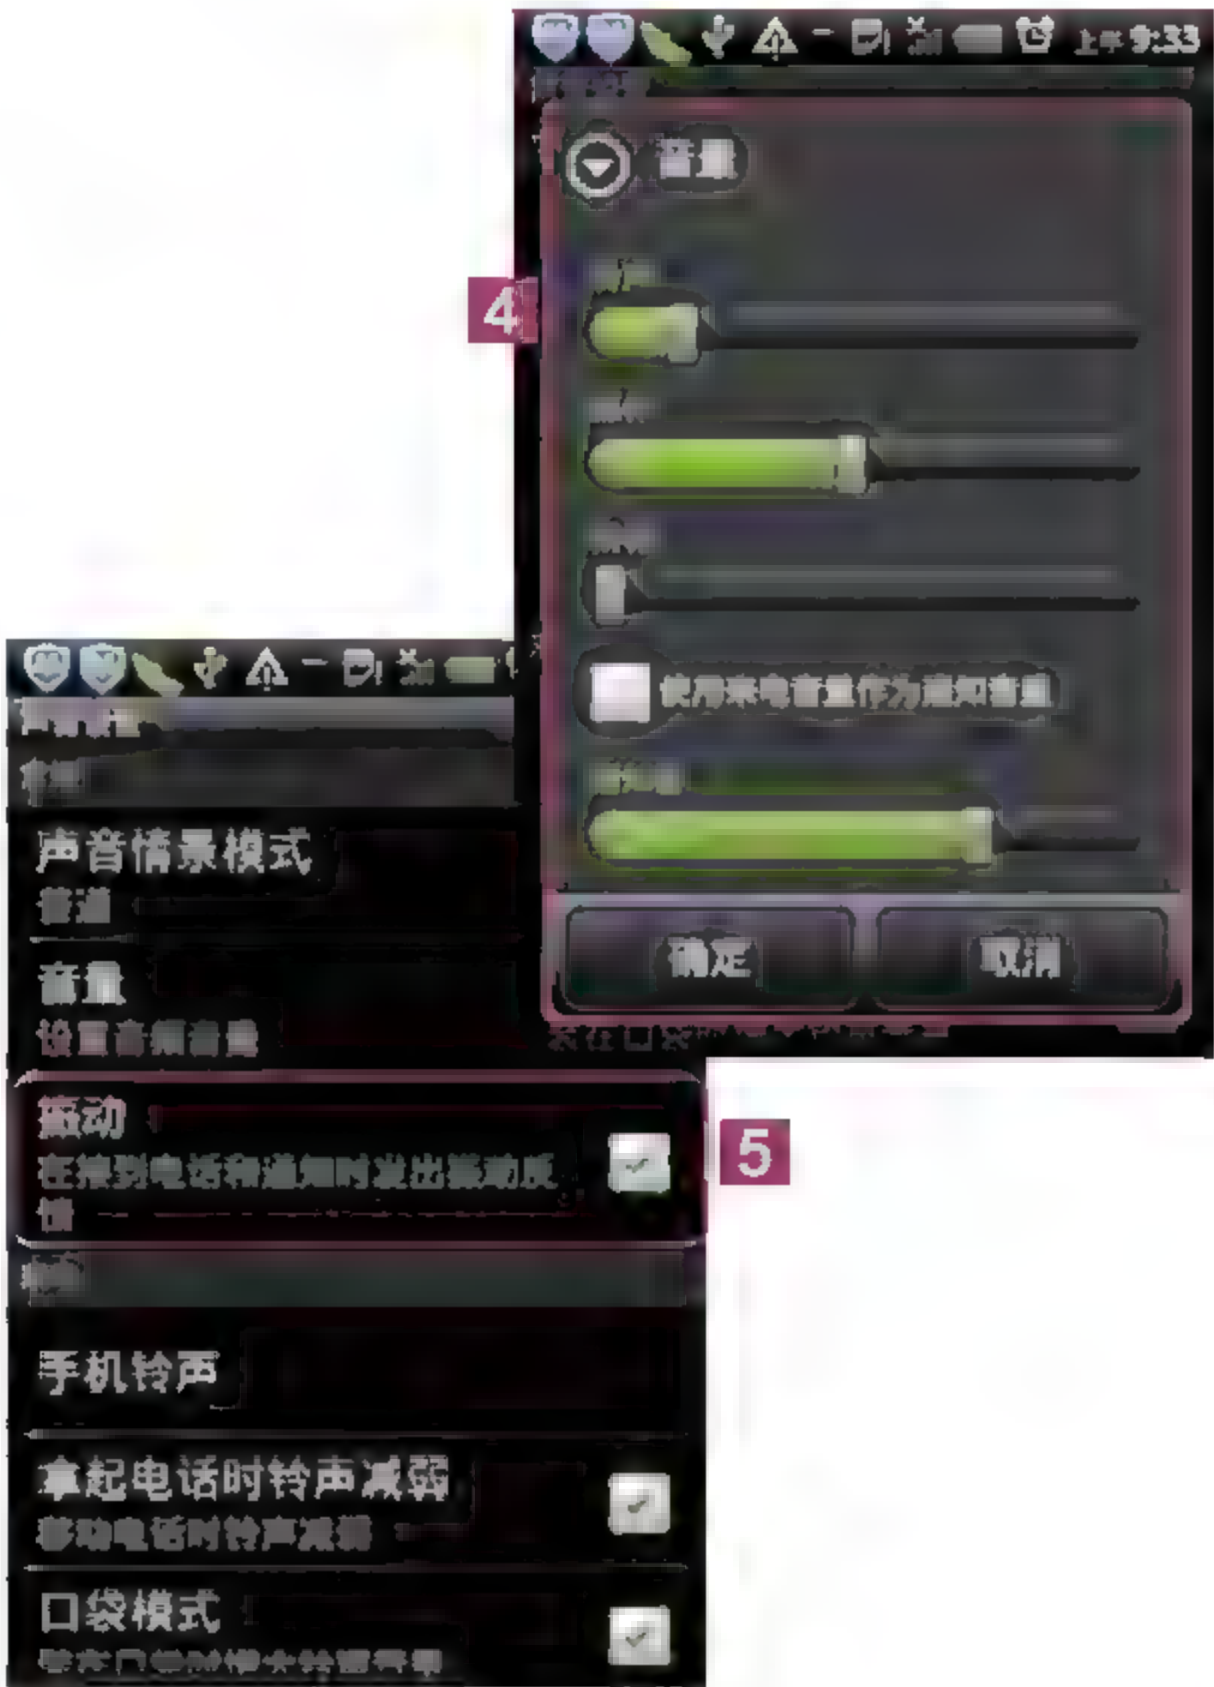 上午9:33
音量
4
使用来电音量作为通知音量
确定
取消
声音情景模式
普通
音量
设置音频音量
振动
在接到电话和通知时发出振动反
馈
5
手机铃声
拿起电话时铃声减弱
移动电话时铃声减弱
口袋模式